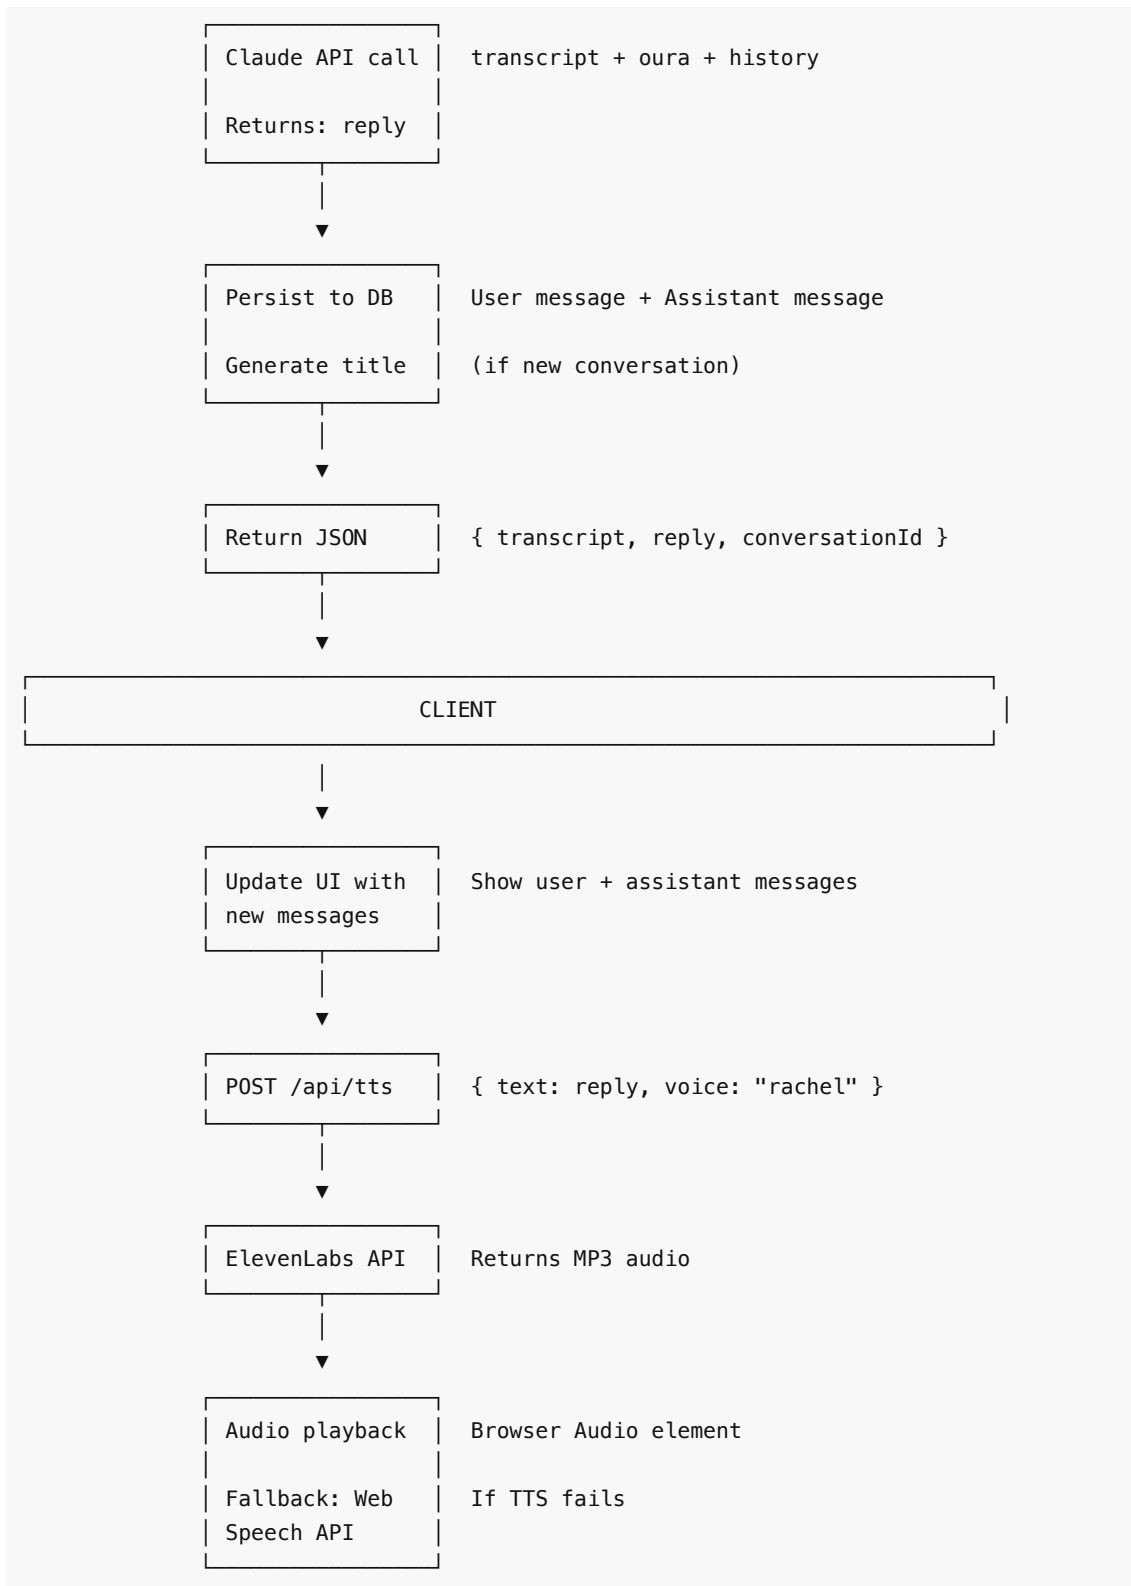 Claude API call transcript + oura + history
Returns: reply
Persist to DB User message + Assistant message
Generate title (if new conversation)
Return JSON { transcript, reply, conversationId }
CLIENT
Update UI with Show user + assistant messages
new messages
POST /api/tts { text: reply, voice: "rachel" }
ElevenLabs API Returns MP3 audio
Audio playback Browser Audio element
Fallback: Web If TTS fails
Speech API